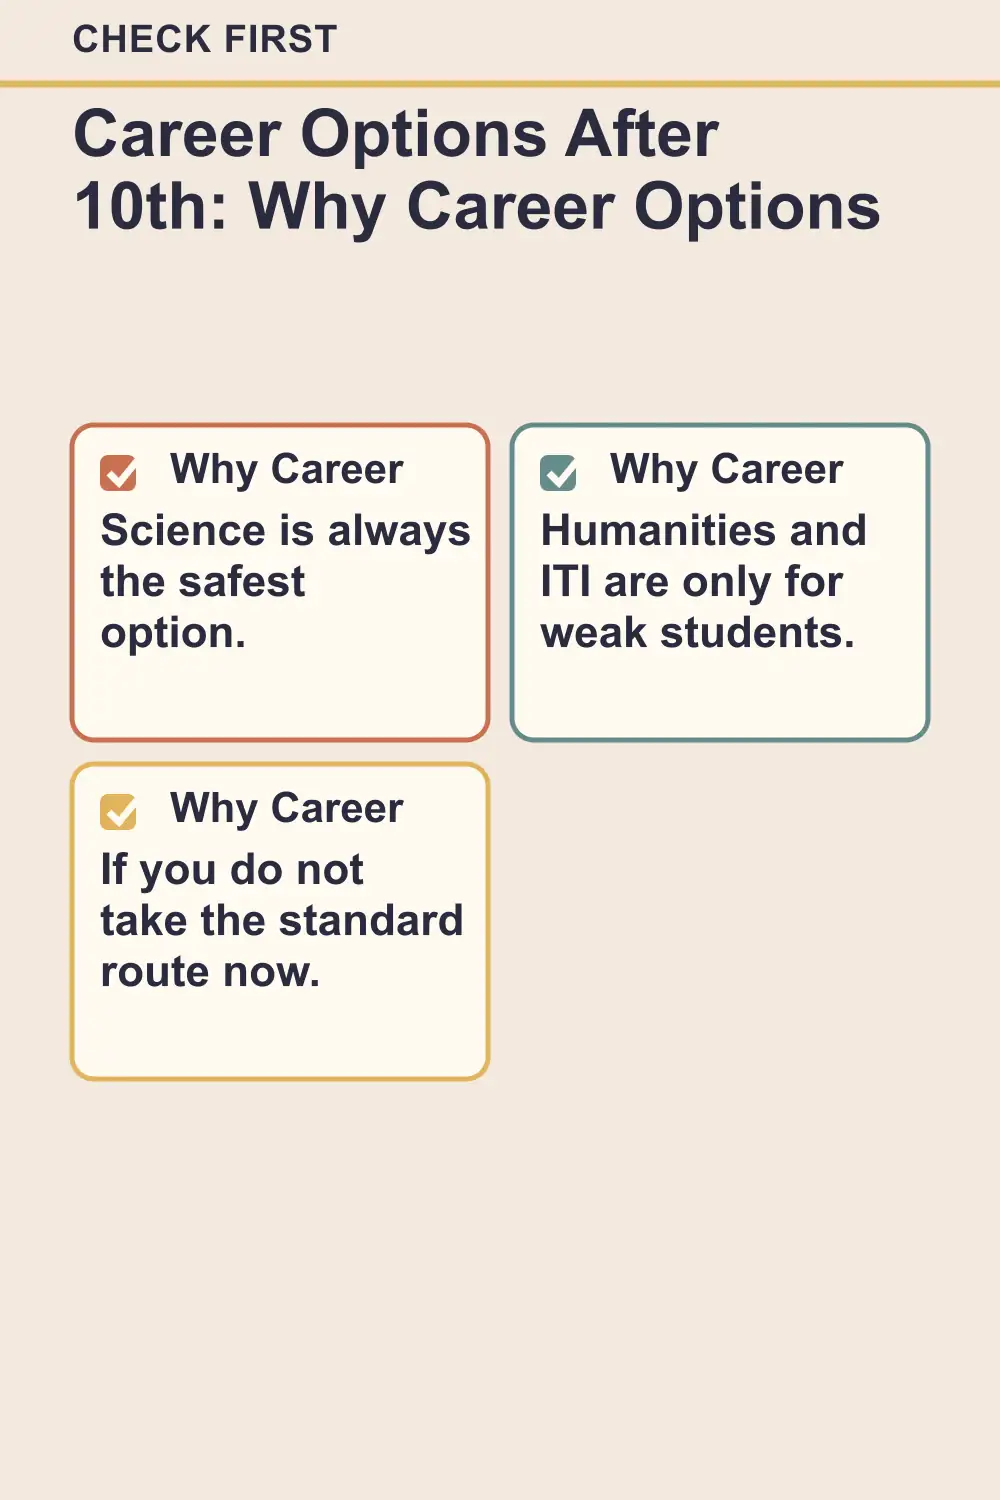 CHECK FIRST
Career Options After
10th: Why Career Options
Why Career
Science is always
the safest
option.
Why Career
Humanities and
ITI are only for
weak students.
Why Career
If you do not
take the standard
route now.